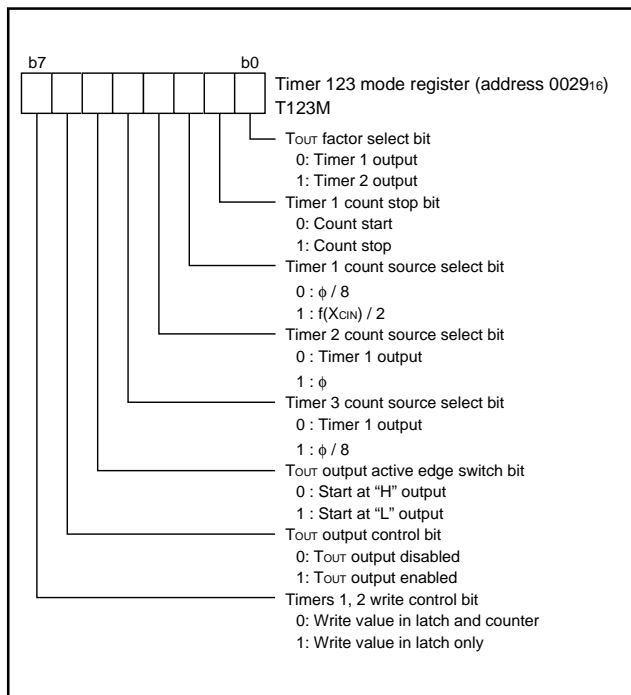 b7 b0
Timer 123 mode register (address 0029₁₆)
T123M
TOUT factor select bit
0: Timer 1 output
1: Timer 2 output
Timer 1 count stop bit
0: Count start
1: Count stop
Timer 1 count source select bit
0 : ϕ / 8
1 : f(XCIN) / 2
Timer 2 count source select bit
0 : Timer 1 output
1 : ϕ
Timer 3 count source select bit
0 : Timer 1 output
1 : ϕ / 8
TOUT output active edge switch bit
0 : Start at “H” output
1 : Start at “L” output
TOUT output control bit
0: TOUT output disabled
1: TOUT output enabled
Timers 1, 2 write control bit
0: Write value in latch and counter
1: Write value in latch only